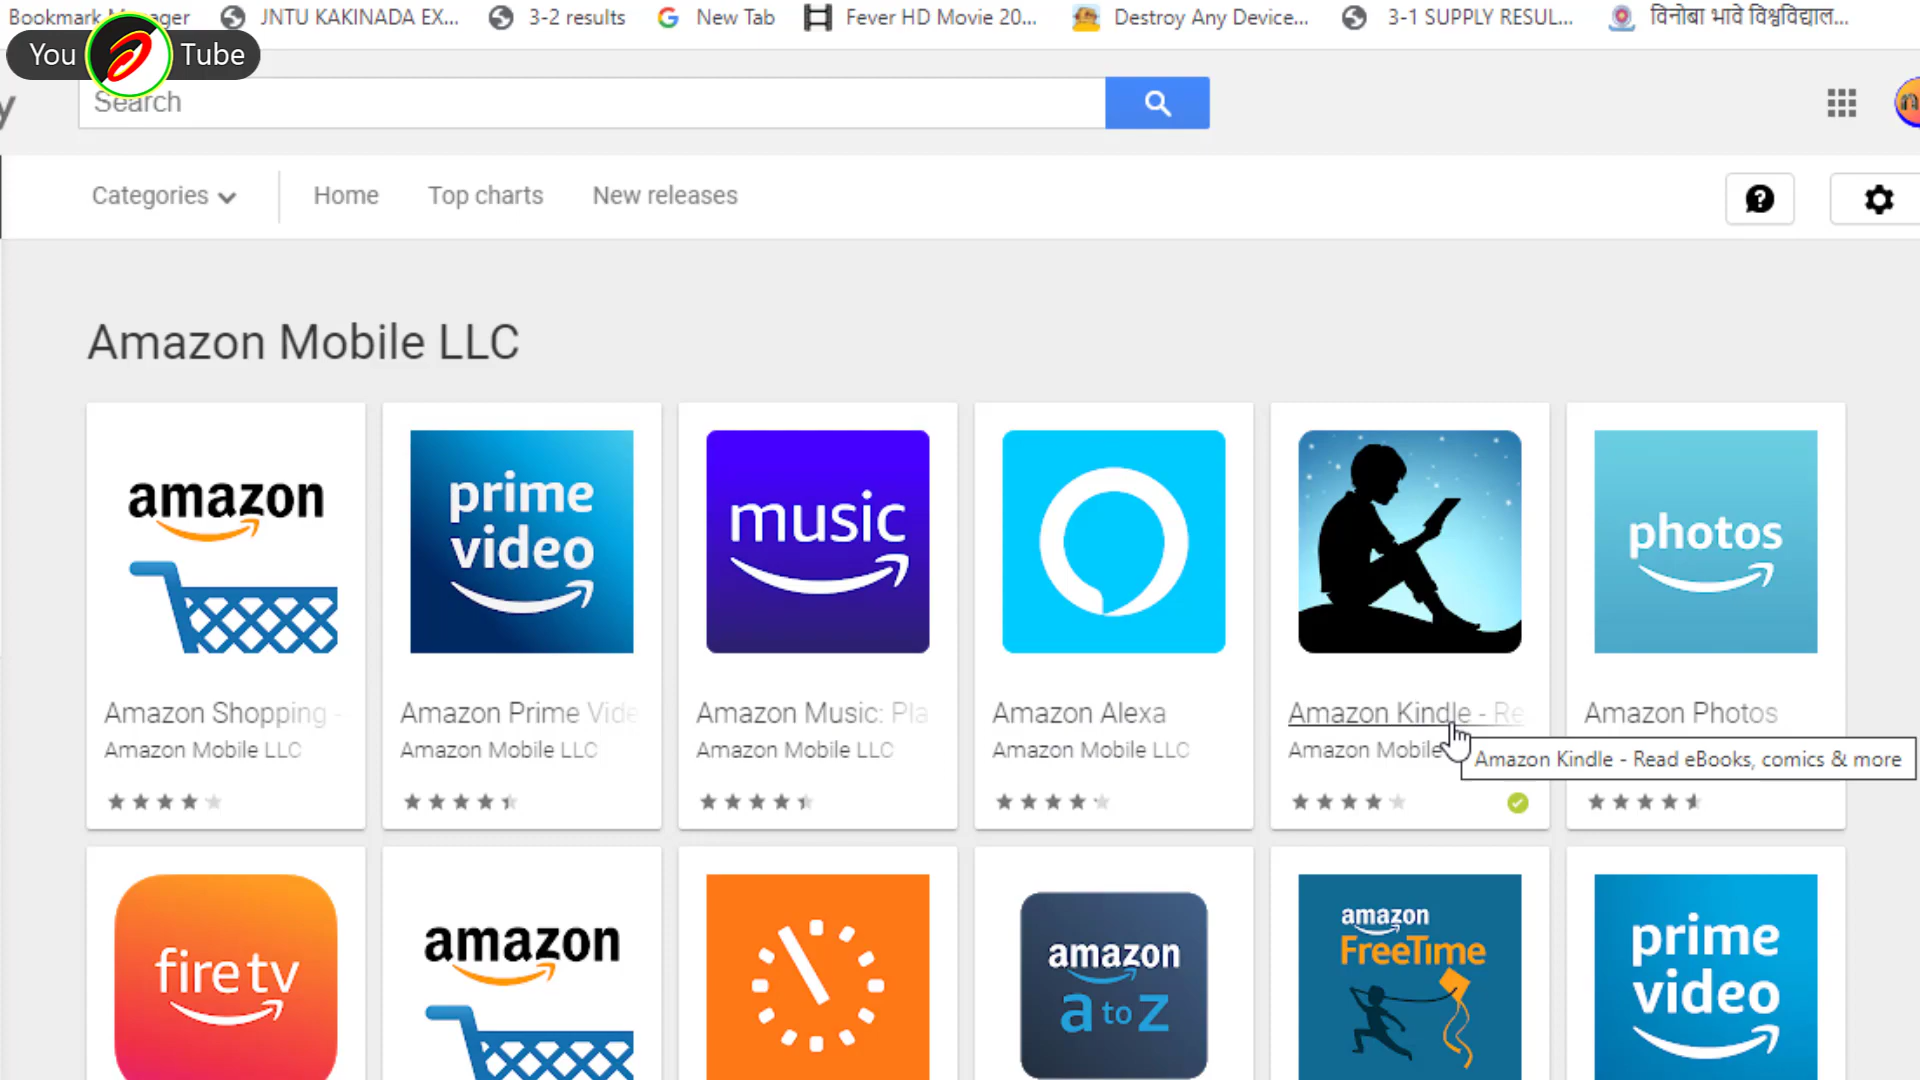 Bookmark Manager JNTU KAKINADA EX... 3-2 results New Tab Fever HD Movie 20... Destroy Any Device... 3-1 SUPPLY RESUL... विनोबा भावे विश्वविद्याल...
You Tube
y Search
Categories Home Top charts New releases
Amazon Mobile LLC
amazon
prime
video
music
photos
Amazon Shopping - Amazon Prime Vide Amazon Music: Pla Amazon Alexa Amazon Kindle - Re Amazon Photos
Amazon Mobile LLC Amazon Mobile LLC Amazon Mobile LLC Amazon Mobile LLC Amazon Mobile
Amazon Kindle - Read eBooks, comics & more
fire tv
amazon
amazon
a to z
amazon
FreeTime
prime
video